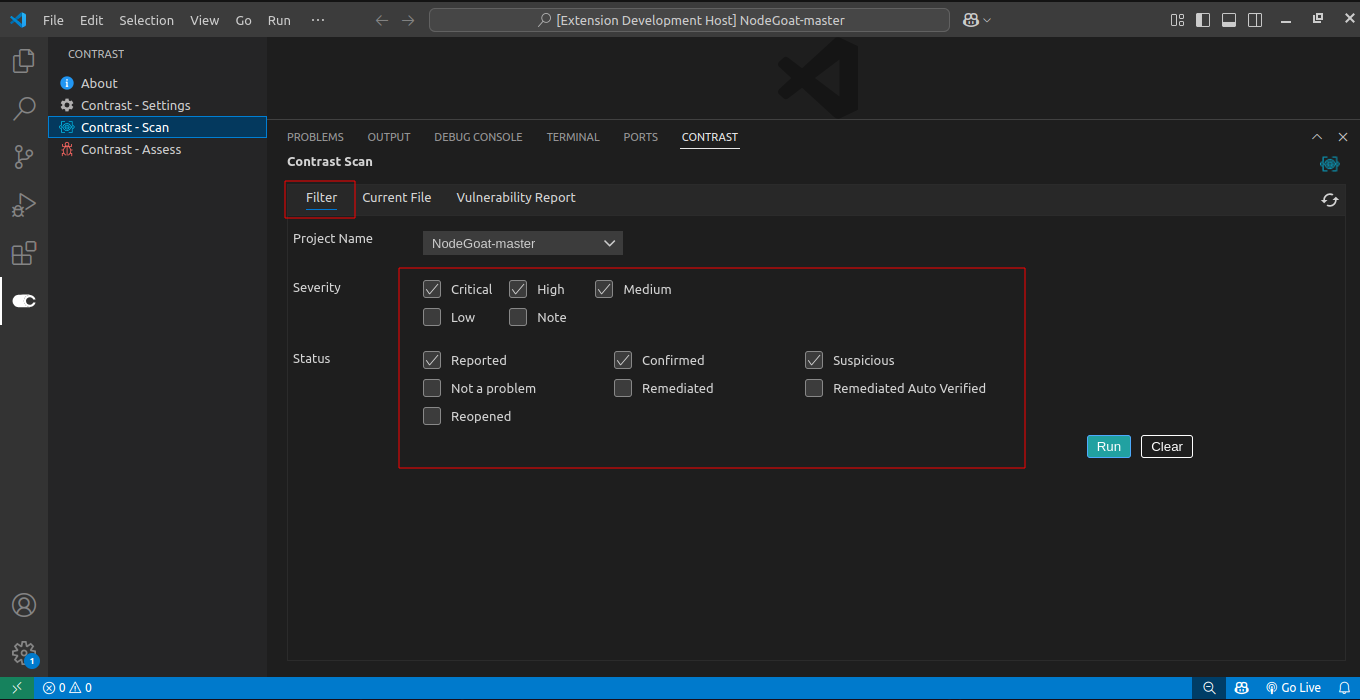 File Edit Selection View Go Run ···
[Extension Development Host] NodeGoat-master
CONTRAST
About
Contrast - Settings
Contrast - Scan
Contrast - Assess
PROBLEMS OUTPUT DEBUG CONSOLE TERMINAL PORTS CONTRAST
Contrast Scan
Filter Current File Vulnerability Report
Project Name NodeGoat-master
Severity Critical High Medium
Low Note
Status Reported Confirmed Suspicious
Not a problem Remediated Remediated Auto Verified
Reopened
Run Clear
1
0 0 Go Live